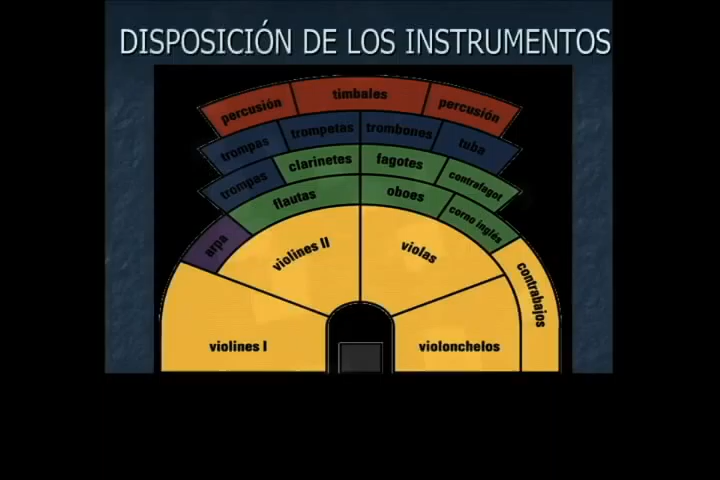 DISPOSICIÓN DE LOS INSTRUMENTOS
percusión
timbales
percusión
trompas
trompetas
trombones
tuba
trompas
clarinetes
fagotes
contrafagot
flautas
oboes
corno inglés
arpa
violines II
violas
contrabajos
violines I
violonchelos